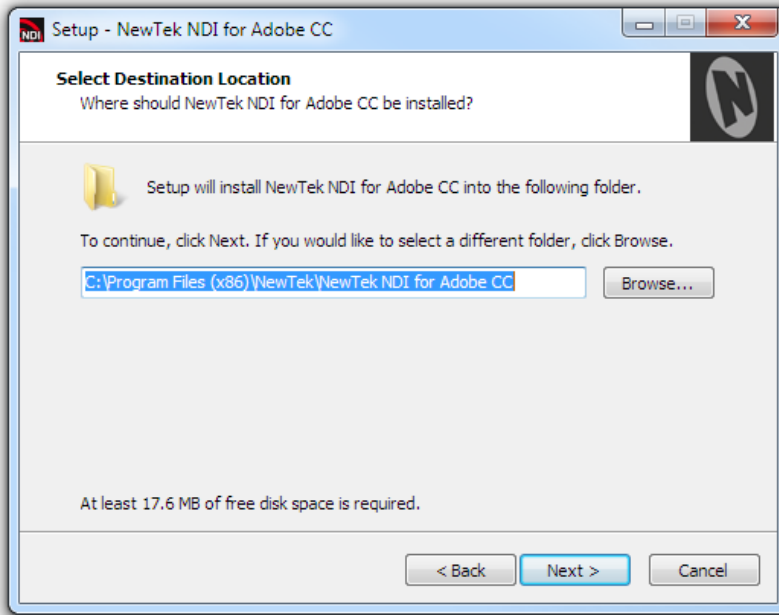 NDI Setup - NewTek NDI for Adobe CC
Select Destination Location
Where should NewTek NDI for Adobe CC be installed?
N
Setup will install NewTek NDI for Adobe CC into the following folder.
To continue, click Next. If you would like to select a different folder, click Browse.
C:\Program Files (x86)\NewTek\NewTek NDI for Adobe CC
Browse...
At least 17.6 MB of free disk space is required.
< Back
Next >
Cancel